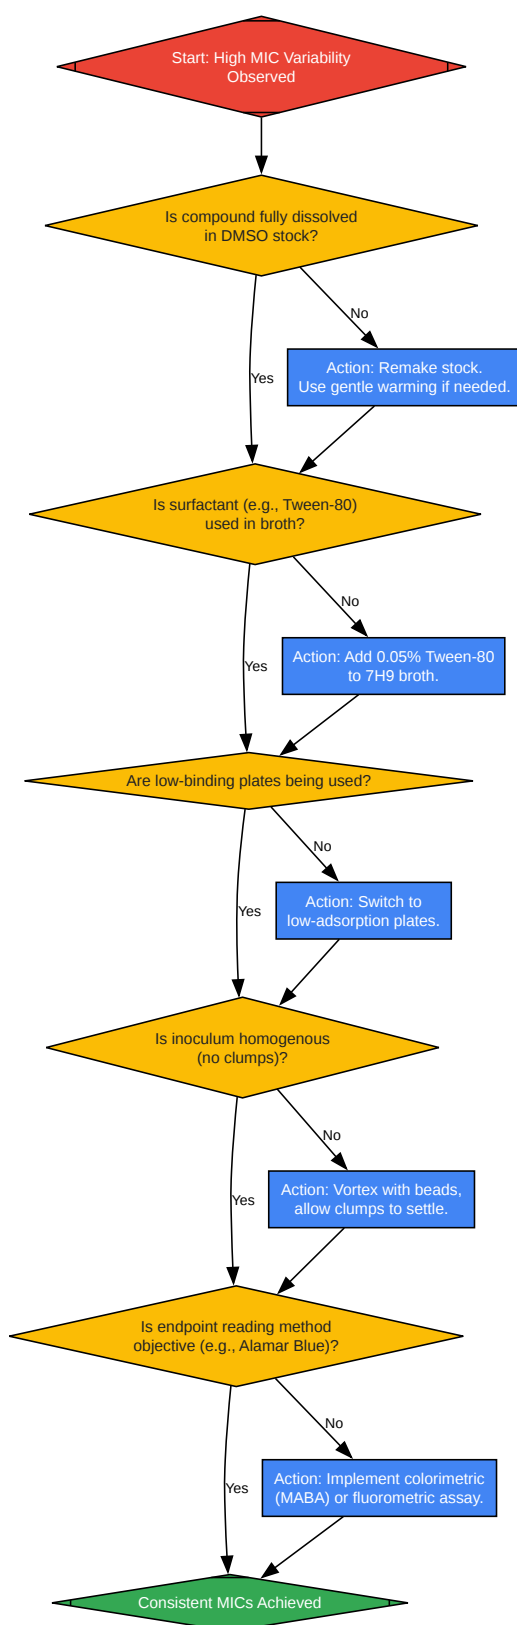 Start: High MIC Variability
Observed
Is compound fully dissolved
in DMSO stock?
No
Action: Remake stock.
Use gentle warming if needed.
Yes
Is surfactant (e.g., Tween-80)
used in broth?
No
Action: Add 0.05% Tween-80
to 7H9 broth.
Yes
Are low-binding plates being used?
No
Action: Switch to
low-adsorption plates.
Yes
Is inoculum homogenous
(no clumps)?
No
Action: Vortex with beads,
allow clumps to settle.
Yes
Is endpoint reading method
objective (e.g., Alamar Blue)?
No
Action: Implement colorimetric
(MABA) or fluorometric assay.
Yes
Consistent MICs Achieved